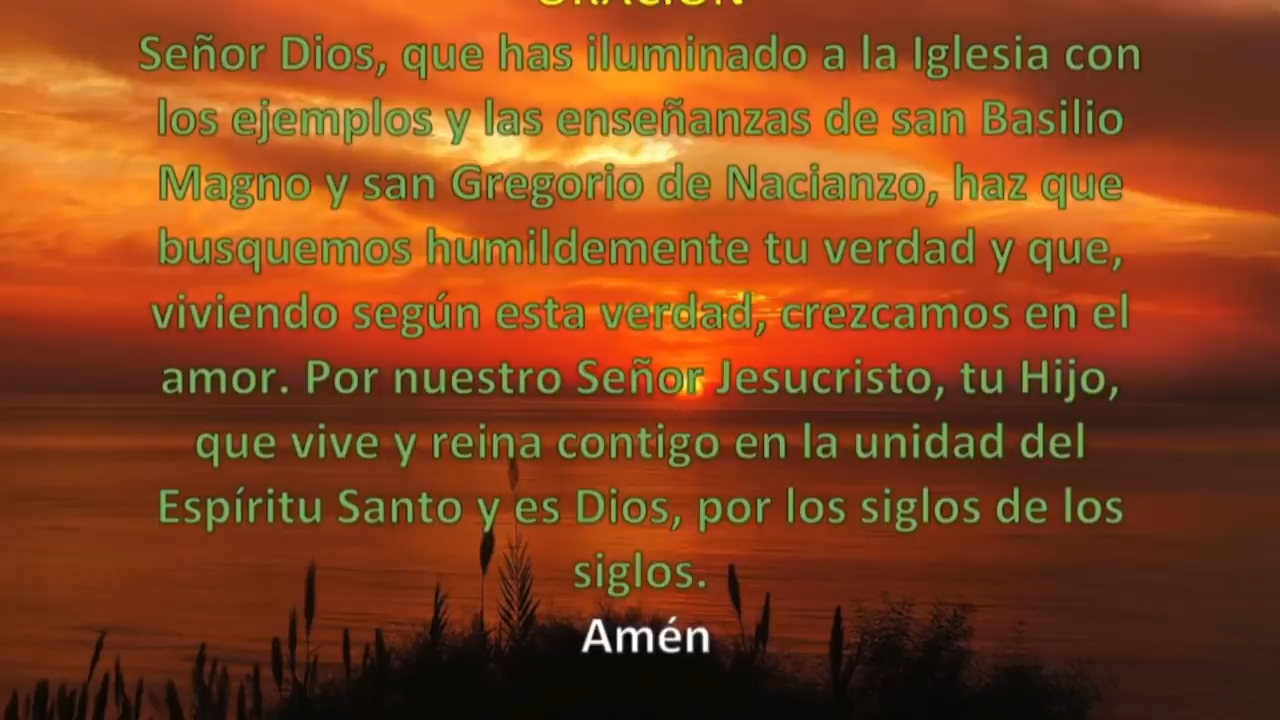 ORACIÓN
Señor Dios, que has iluminado a la Iglesia con
los ejemplos y las enseñanzas de san Basilio
Magno y san Gregorio de Nacianzo, haz que
busquemos humildemente tu verdad y que,
viviendo según esta verdad, crezcamos en el
amor. Por nuestro Señor Jesucristo, tu Hijo,
que vive y reina contigo en la unidad del
Espíritu Santo y es Dios, por los siglos de los
siglos.
Amén